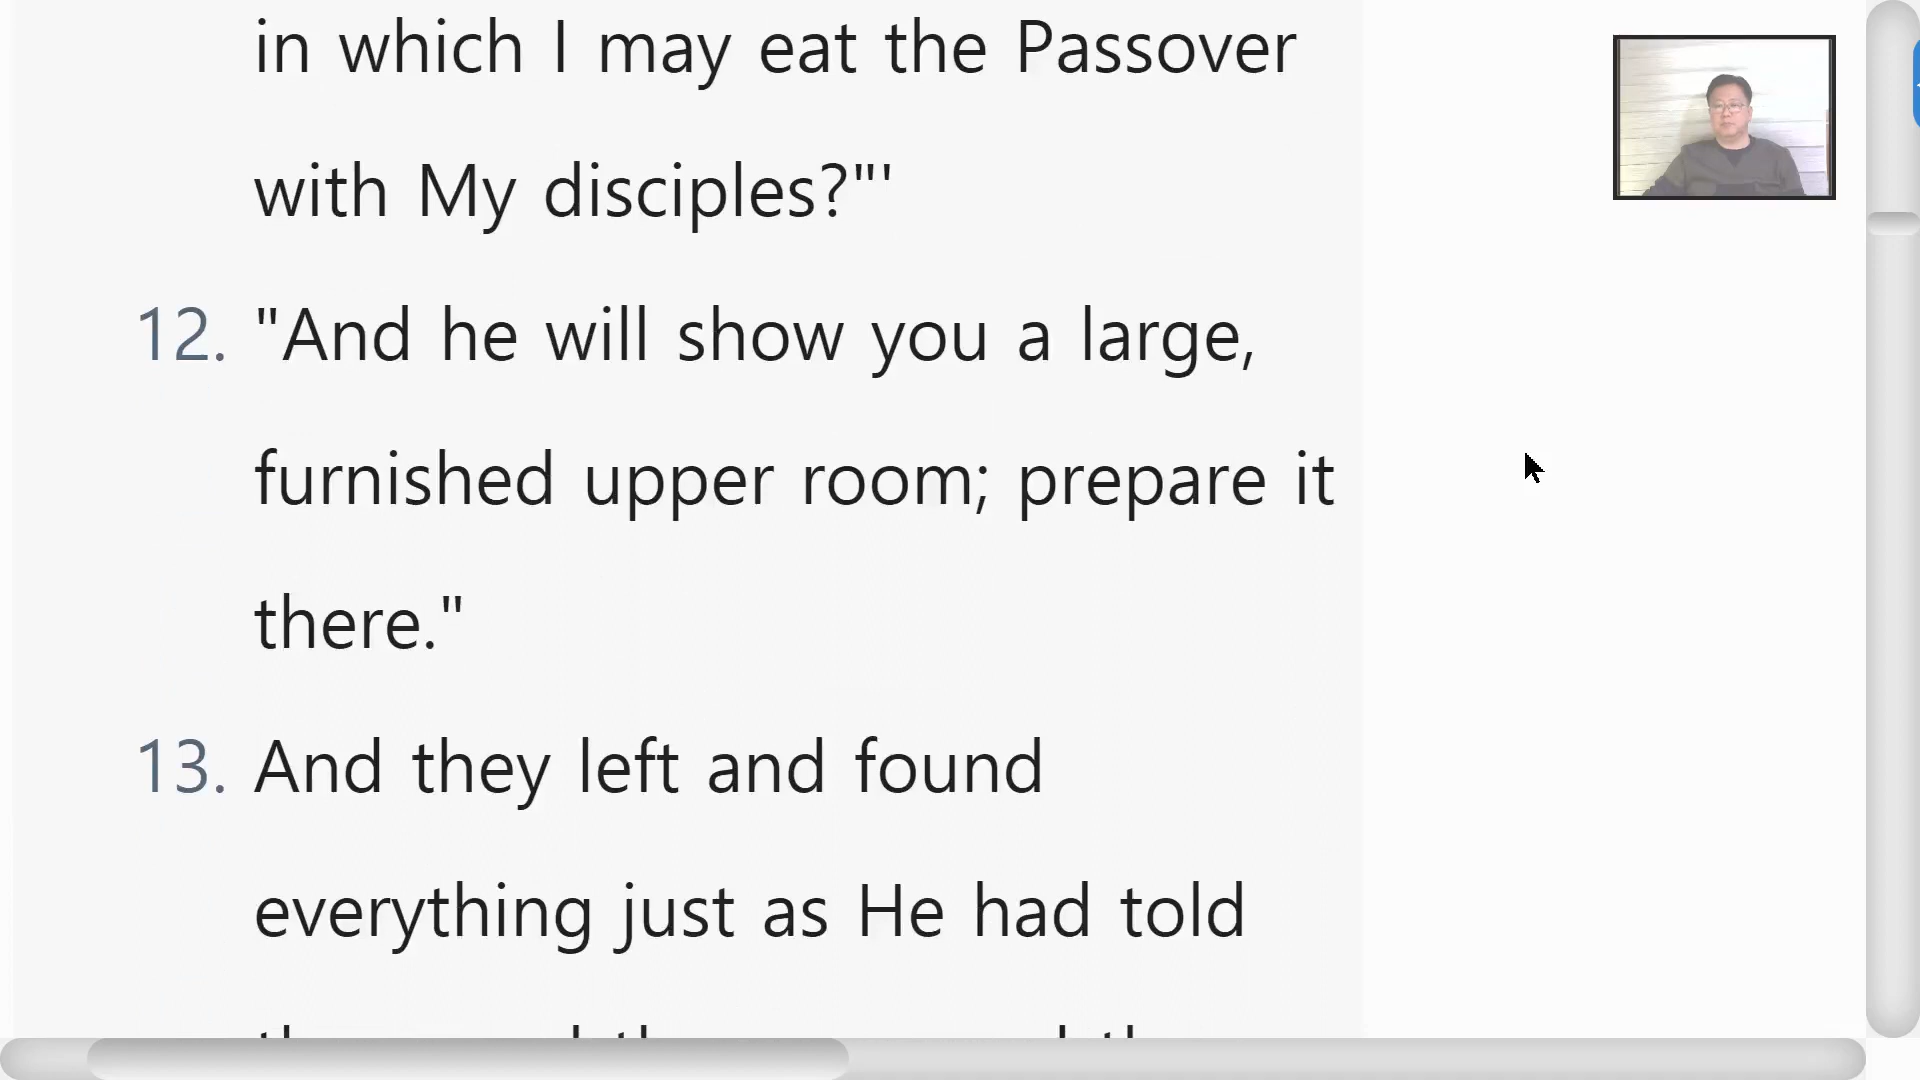 in which I may eat the Passover
with My disciples?"'
12. "And he will show you a large,
furnished upper room; prepare it
there."
13. And they left and found
everything just as He had told